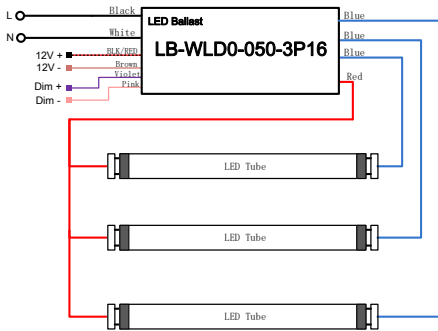 L
Black
N
White
12V +
BLK/RED
12V -
Brown
Dim +
Violet
Dim -
Pink
LED Ballast
LB-WLD0-050-3P16
Blue
Blue
Blue
Red
LED Tube
LED Tube
LED Tube